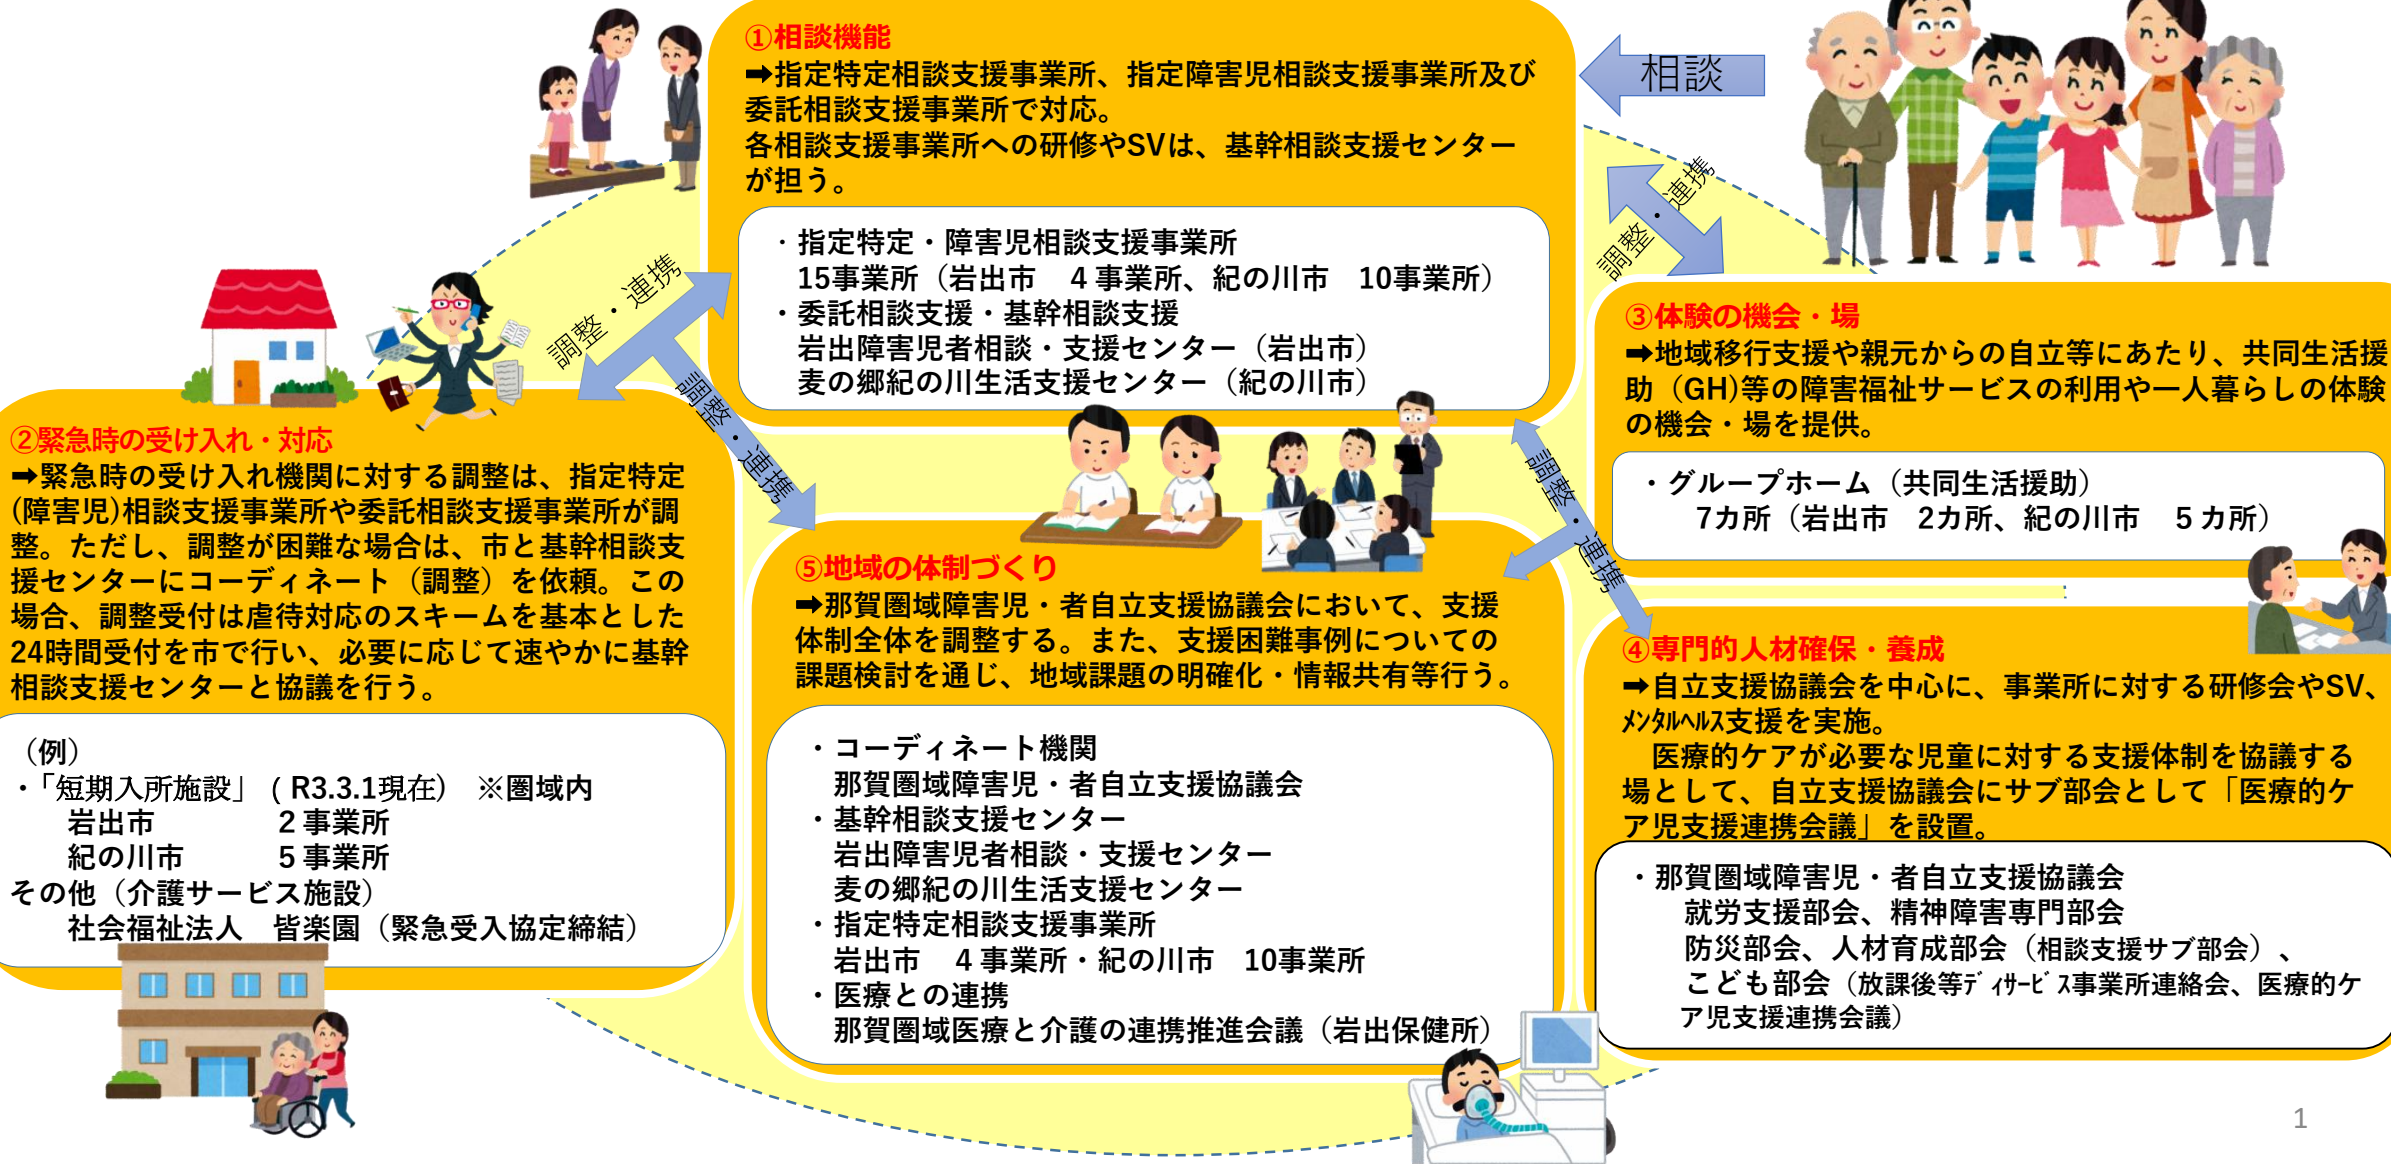 ①相談機能
➡指定特定相談支援事業所、指定障害児相談支援事業所及び
委託相談支援事業所で対応。
各相談支援事業所への研修やSVは、基幹相談支援センター
が担う。
・指定特定・障害児相談支援事業所
15事業所（岩出市　４事業所、紀の川市　10事業所）
・委託相談支援・基幹相談支援
岩出障害児者相談・支援センター（岩出市）
麦の郷紀の川生活支援センター（紀の川市）
相談
調整・連携
調整・連携
調整・連携
調整・連携
②緊急時の受け入れ・対応
➡緊急時の受け入れ機関に対する調整は、指定特定
(障害児)相談支援事業所や委託相談支援事業所が調
整。ただし、調整が困難な場合は、市と基幹相談支
援センターにコーディネート（調整）を依頼。この
場合、調整受付は虐待対応のスキームを基本とした
24時間受付を市で行い、必要に応じて速やかに基幹
相談支援センターと協議を行う。
（例）
・「短期入所施設」（R3.3.1現在）　※圏域内
岩出市　　　　２事業所
紀の川市　　　５事業所
その他（介護サービス施設）
社会福祉法人　皆楽園（緊急受入協定締結）
③体験の機会・場
➡地域移行支援や親元からの自立等にあたり、共同生活援
助（GH)等の障害福祉サービスの利用や一人暮らしの体験
の機会・場を提供。
・グループホーム（共同生活援助）
7カ所（岩出市　2カ所、紀の川市　５カ所）
④専門的人材確保・養成
➡自立支援協議会を中心に、事業所に対する研修会やSV、
ﾒﾝﾀﾙﾍﾙｽ支援を実施。
　医療的ケアが必要な児童に対する支援体制を協議する
場として、自立支援協議会にサブ部会として「医療的ケ
ア児支援連携会議」を設置。
・那賀圏域障害児・者自立支援協議会
就労支援部会、精神障害専門部会
防災部会、人材育成部会（相談支援サブ部会）、
こども部会（放課後等ﾃﾞｨｻｰﾋﾞｽ事業所連絡会、医療的ケ
ア児支援連携会議）
⑤地域の体制づくり
➡那賀圏域障害児・者自立支援協議会において、支援
体制全体を調整する。また、支援困難事例についての
課題検討を通じ、地域課題の明確化・情報共有等行う。
・コーディネート機関
那賀圏域障害児・者自立支援協議会
・基幹相談支援センター
岩出障害児者相談・支援センター
麦の郷紀の川生活支援センター
・指定特定相談支援事業所
岩出市　４事業所・紀の川市　10事業所
・医療との連携
那賀圏域医療と介護の連携推進会議（岩出保健所）
1